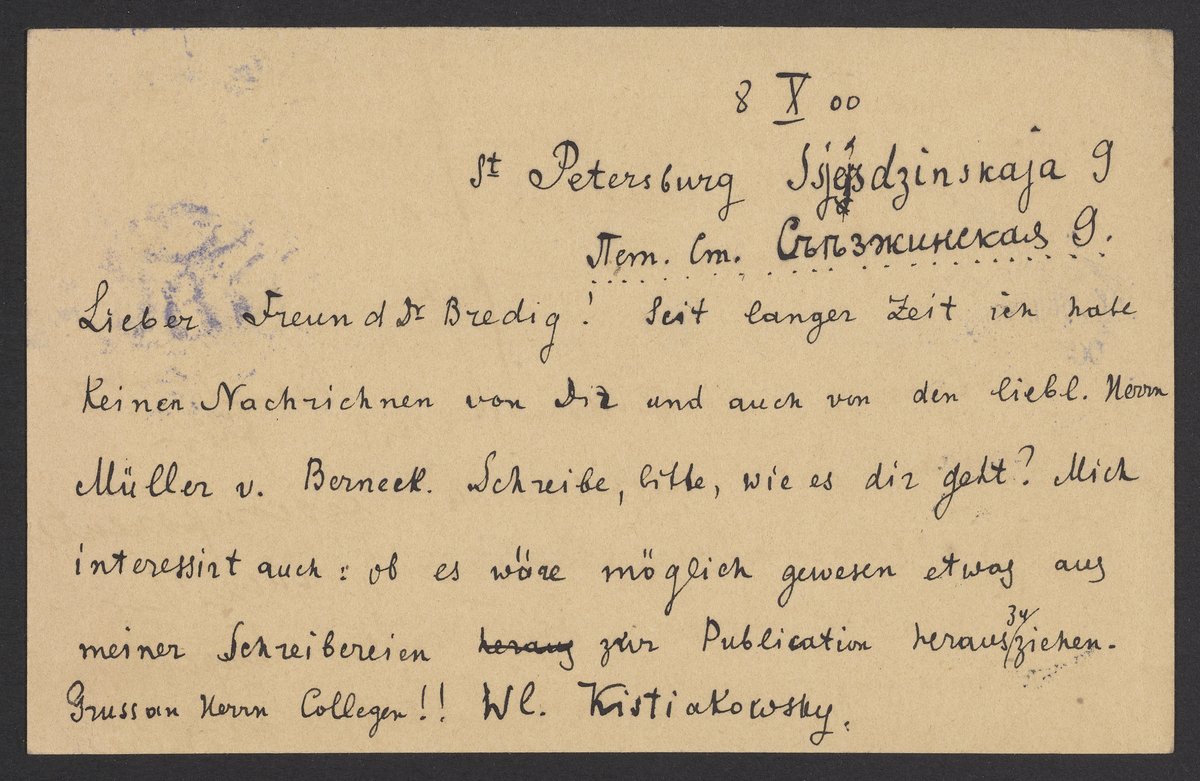 8 X 00
St Petersburg Ssjesdzinskaja 9
Пет. Ст. Съѣзжинская 9.
Lieber Freund Dr Bredig! Seit langer Zeit ich habe
keinen Nachrichnen von Dir und auch von den liebl. Herrn
Müller v. Berneck. Schreibe, bitte, wie es dir geht? Mich
interessirt auch: ob es wäre möglich gewesen etwas aus
meiner Schreibereien heraus zur Publication herauszuziehen.
Gruss an Herrn Collegen!! Wl. Kistiakowsky.